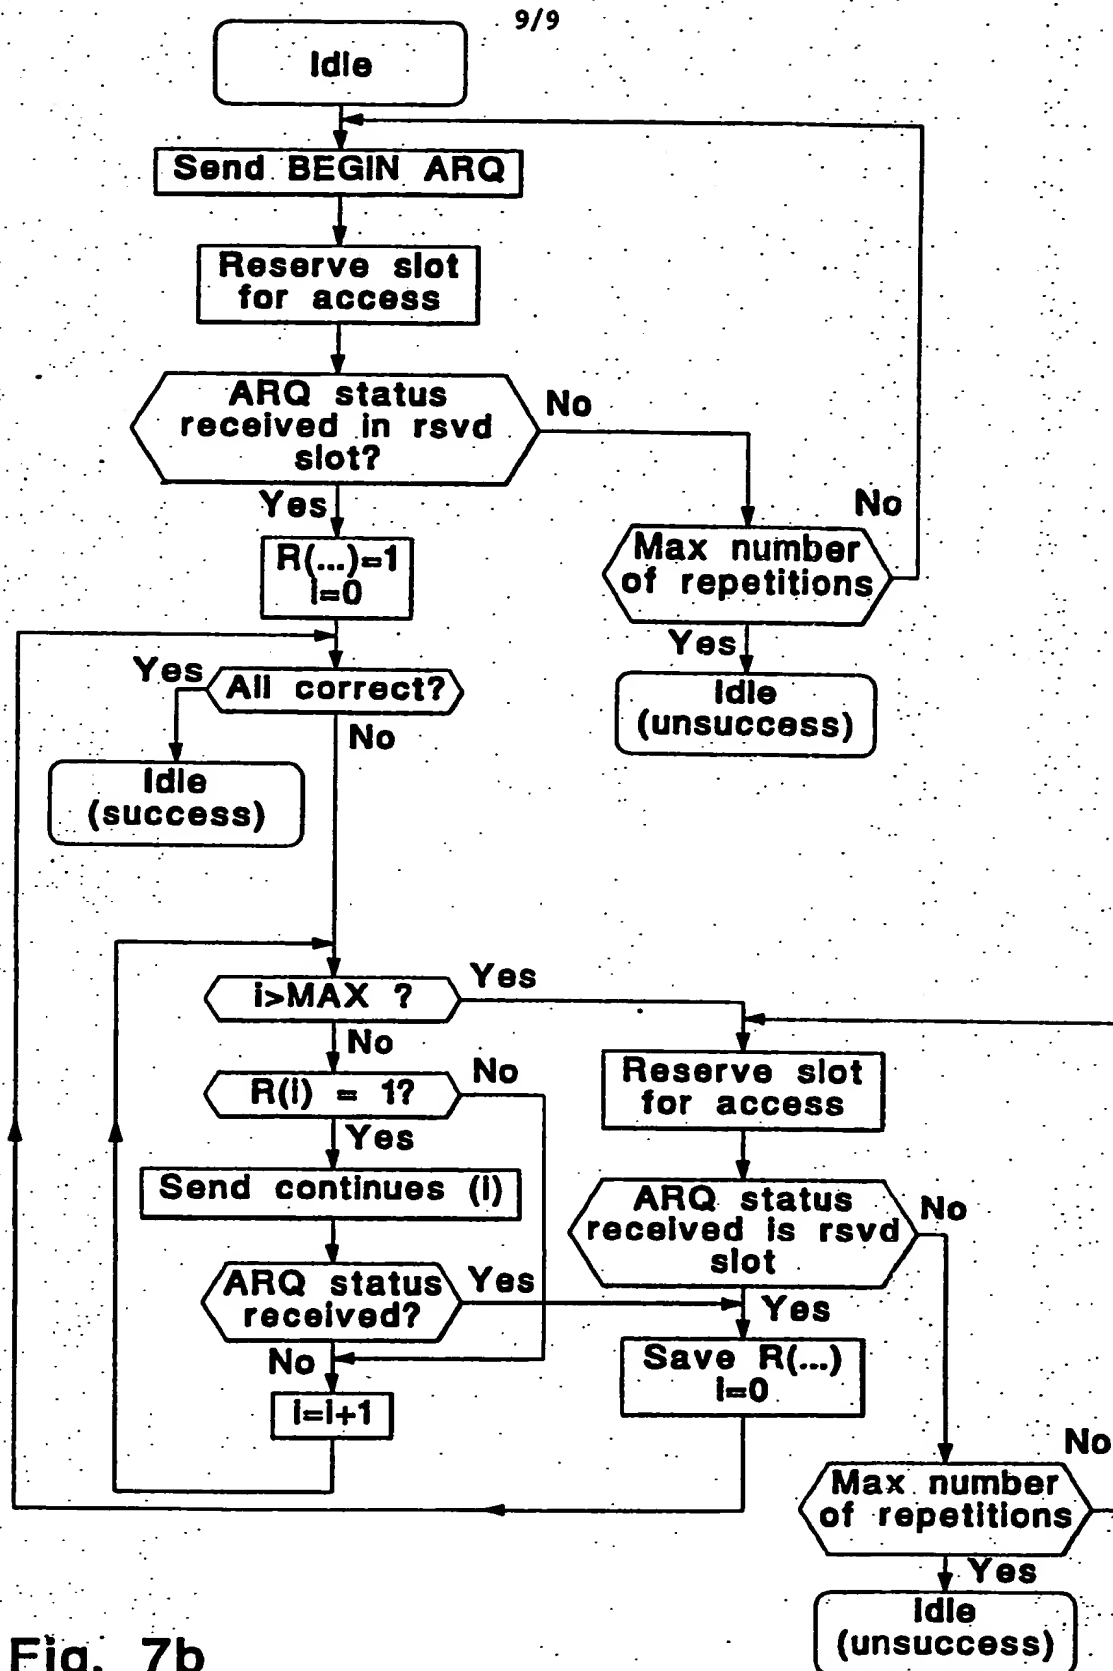 9/9
Idle
Send BEGIN ARQ
Reserve slot
for access
ARQ status
received in rsvd
slot?
No
Yes
R(...)=1
i=0
No
Max number
of repetitions
Yes
Idle
(unsuccess)
Yes
All correct?
No
Idle
(success)
i>MAX ?
Yes
No
R(i) = 1?
No
Yes
Send continues (i)
ARQ status
received?
Yes
No
i=i+1
Reserve slot
for access
ARQ status
received is rsvd
slot
No
Yes
Save R(...)
i=0
No
Max number
of repetitions
Yes
Idle
(unsuccess)
Fig. 7b